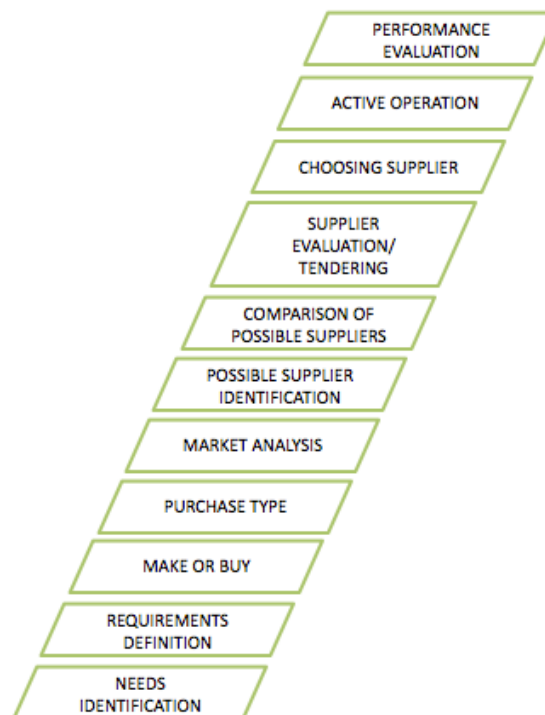 PERFORMANCE
EVALUATION
ACTIVE OPERATION
CHOOSING SUPPLIER
SUPPLIER
EVALUATION/
TENDERING
COMPARISON OF
POSSIBLE SUPPLIERS
POSSIBLE SUPPLIER
IDENTIFICATION
MARKET ANALYSIS
PURCHASE TYPE
MAKE OR BUY
REQUIREMENTS
DEFINITION
NEEDS
IDENTIFICATION